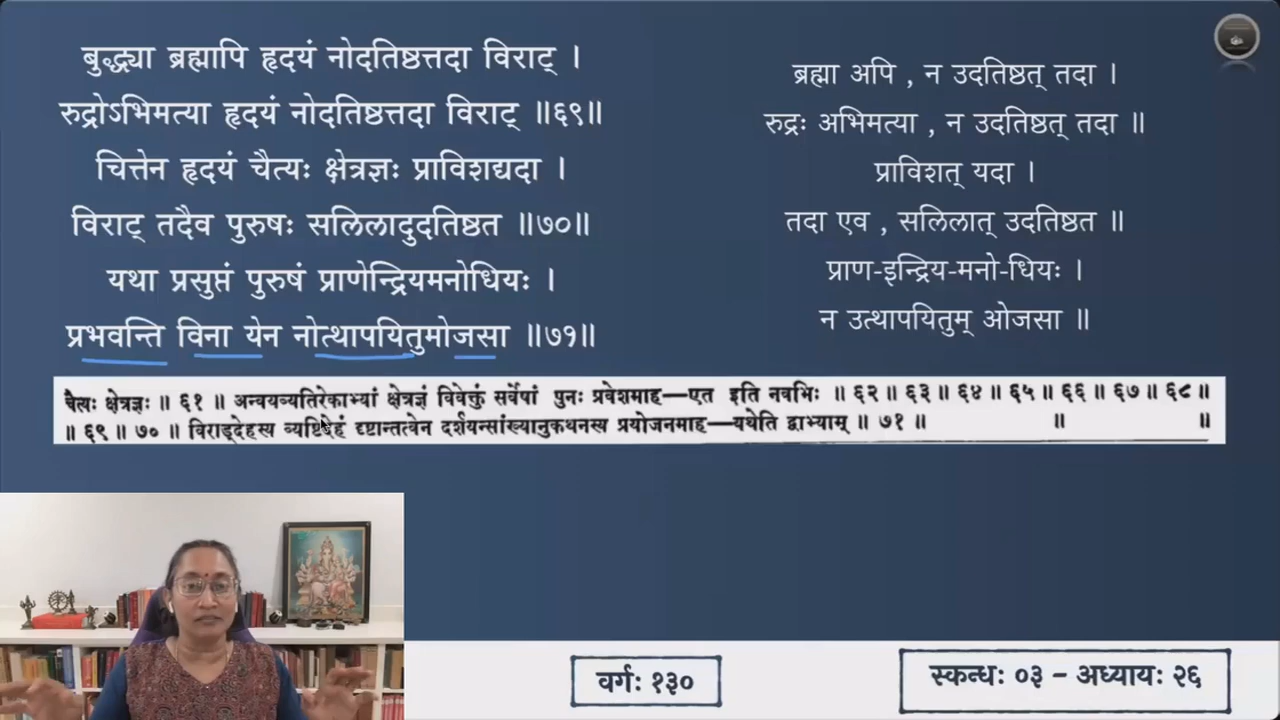 बुद्ध्या ब्रह्मापि हृदयं नोदतिष्ठत्तदा विराट् ।
रुद्रोऽभिमत्या हृदयं नोदतिष्ठत्तदा विराट् ॥६९॥
चित्तेन हृदयं चैत्यः क्षेत्रज्ञः प्राविशद्यदा ।
विराट् तदैव पुरुषः सलिलादुदतिष्ठत ॥७०॥
यथा प्रसुप्तं पुरुषं प्राणेन्द्रियमनोधियः ।
प्रभवन्ति विना येन नोत्थापयितुमोजसा ॥७१॥
ब्रह्मा अपि , न उदतिष्ठत् तदा ।
रुद्रः अभिमत्या , न उदतिष्ठत् तदा ॥
प्राविशत् यदा ।
तदा एव , सलिलात् उदतिष्ठत ॥
प्राण-इन्द्रिय-मनो-धियः ।
न उत्थापयितुम् ओजसा ॥
चैत्यः क्षेत्रज्ञः ॥ ६१ ॥ अन्वयव्यतिरेकाभ्यां क्षेत्रज्ञं विवेक्तुं सर्वेषां पुनः प्रवेशमाह—एत इति नवभिः ॥ ६२ ॥ ६३ ॥ ६४ ॥ ६५ ॥ ६६ ॥ ६७ ॥ ६८ ॥
॥ ६९ ॥ ७० ॥ विराड्देहस्य व्यष्टिदेहं दृष्टान्तत्वेन दर्शयन्सांख्यानुकथनस्य प्रयोजनमाह—यथेति द्वाभ्याम् ॥ ७१ ॥ ॥ ॥
वर्गः १३०
स्कन्धः ०३ - अध्यायः २६